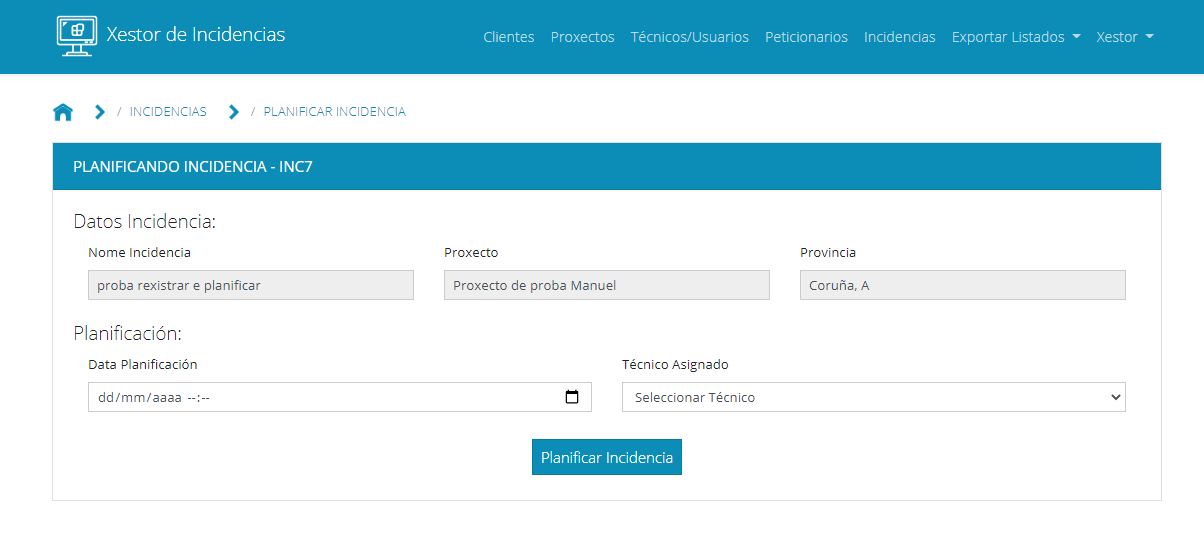 Xestor de Incidencias
Clientes Proxectos Técnicos/Usuarios Peticionarios Incidencias Exportar Listados Xestor
/ INCIDENCIAS / PLANIFICAR INCIDENCIA
PLANIFICANDO INCIDENCIA - INC7
Datos Incidencia:
Nome Incidencia Proxecto Provincia
proba rexistrar e planificar Proxecto de proba Manuel Coruña, A
Planificación:
Data Planificación Técnico Asignado
dd/mm/aaaa --:-- Seleccionar Técnico
Planificar Incidencia